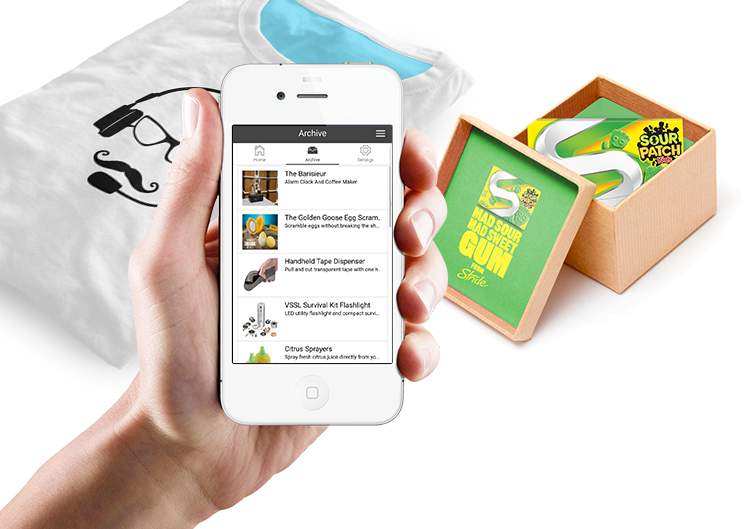 Archive
Home
Archive
Settings
The Barisieur
Alarm Clock And Coffee Maker
The Golden Goose Egg Scram..
Scramble eggs without breaking the sh...
Handheld Tape Dispenser
Pull and cut transparent tape with one h..
VSSL Survival Kit Flashlight
LED utility flashlight and compact survi...
Citrus Sprayers
Spray fresh citrus juice directly from yo...
SOUR
PATCH
Kids
S
S
MAD SOUR
MAD SWEET
GUM
FROM
Stride